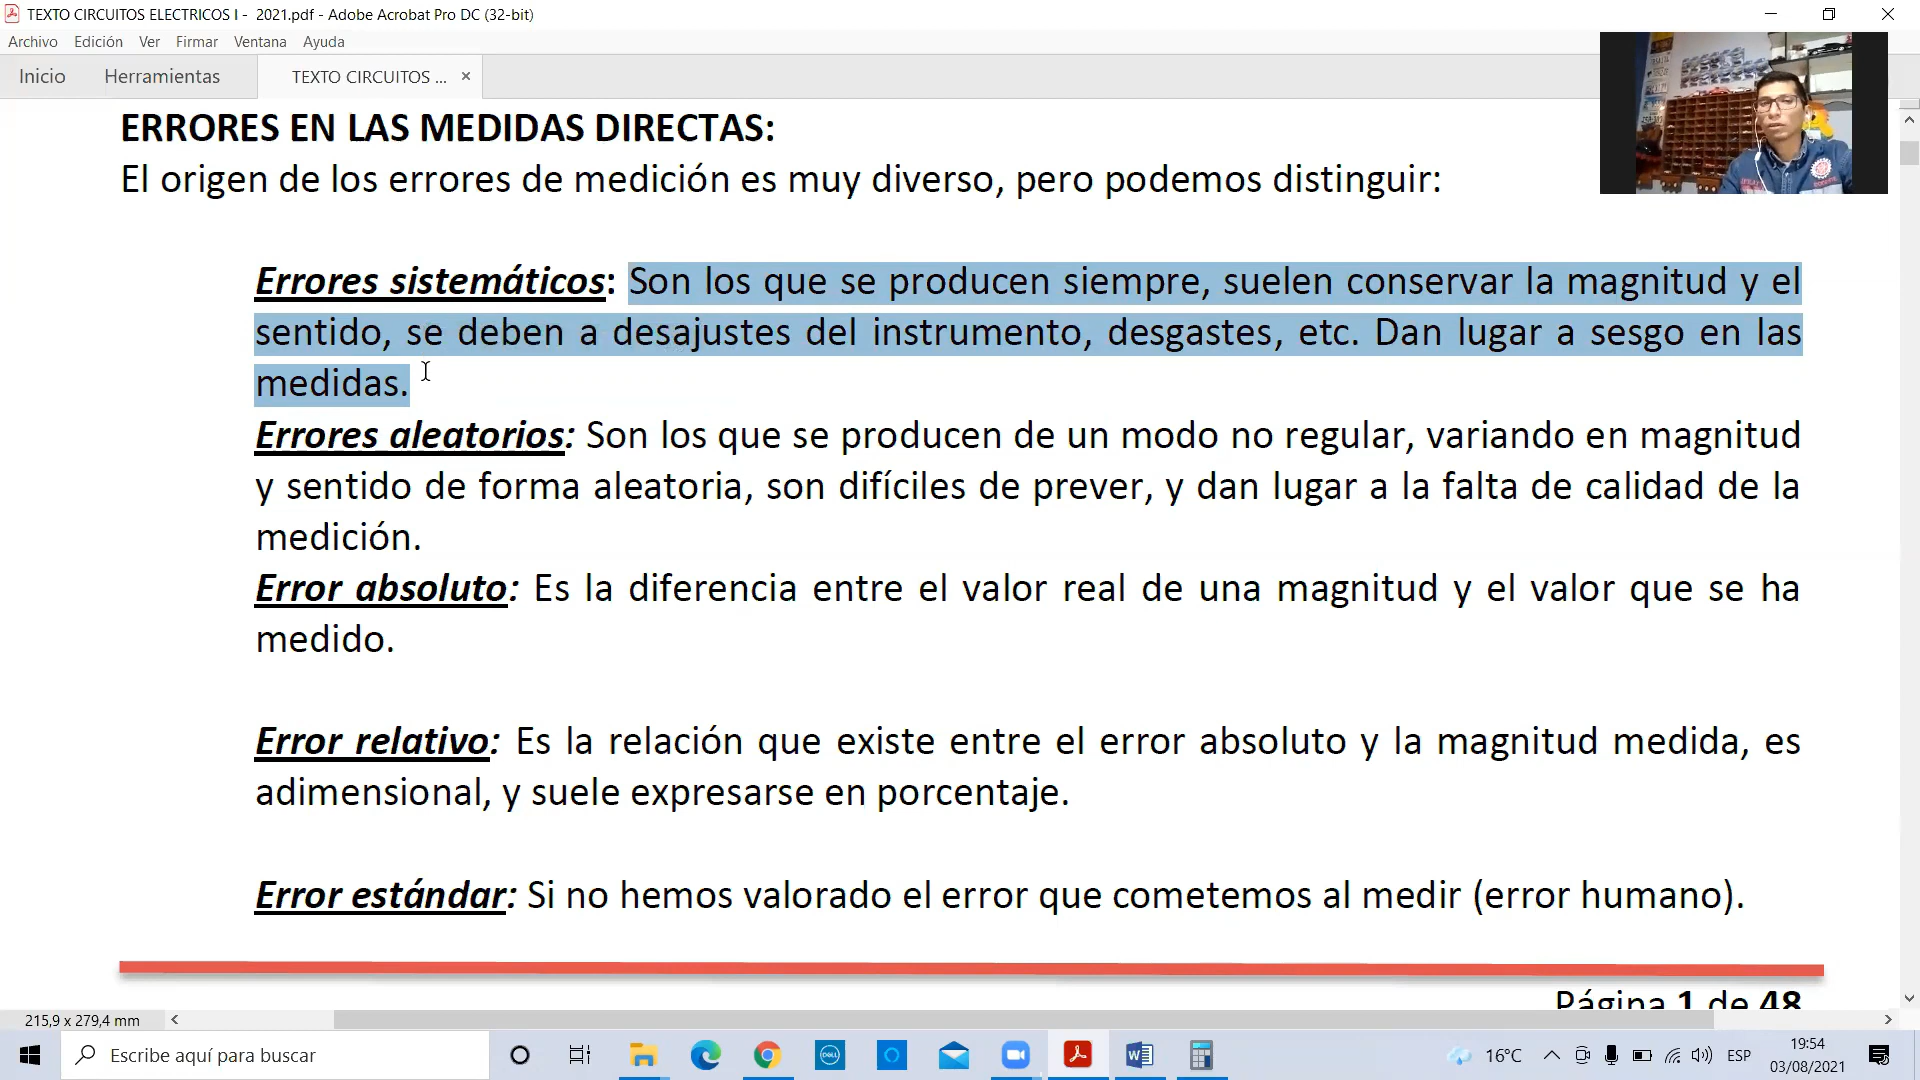 TEXTO CIRCUITOS ELECTRICOS I -  2021.pdf - Adobe Acrobat Pro DC (32-bit)
Archivo Edición Ver Firmar Ventana Ayuda
Inicio Herramientas TEXTO CIRCUITOS ... ×
ERRORES EN LAS MEDIDAS DIRECTAS:
El origen de los errores de medición es muy diverso, pero podemos distinguir:
Errores sistemáticos: Son los que se producen siempre, suelen conservar la magnitud y el
sentido, se deben a desajustes del instrumento, desgastes, etc. Dan lugar a sesgo en las
medidas.
Errores aleatorios: Son los que se producen de un modo no regular, variando en magnitud
y sentido de forma aleatoria, son difíciles de prever, y dan lugar a la falta de calidad de la
medición.
Error absoluto: Es la diferencia entre el valor real de una magnitud y el valor que se ha
medido.
Error relativo: Es la relación que existe entre el error absoluto y la magnitud medida, es
adimensional, y suele expresarse en porcentaje.
Error estándar: Si no hemos valorado el error que cometemos al medir (error humano).
Página 1 de 48
215,9 x 279,4 mm
Escribe aquí para buscar
DELL
16°C
ESP
19:54
03/08/2021